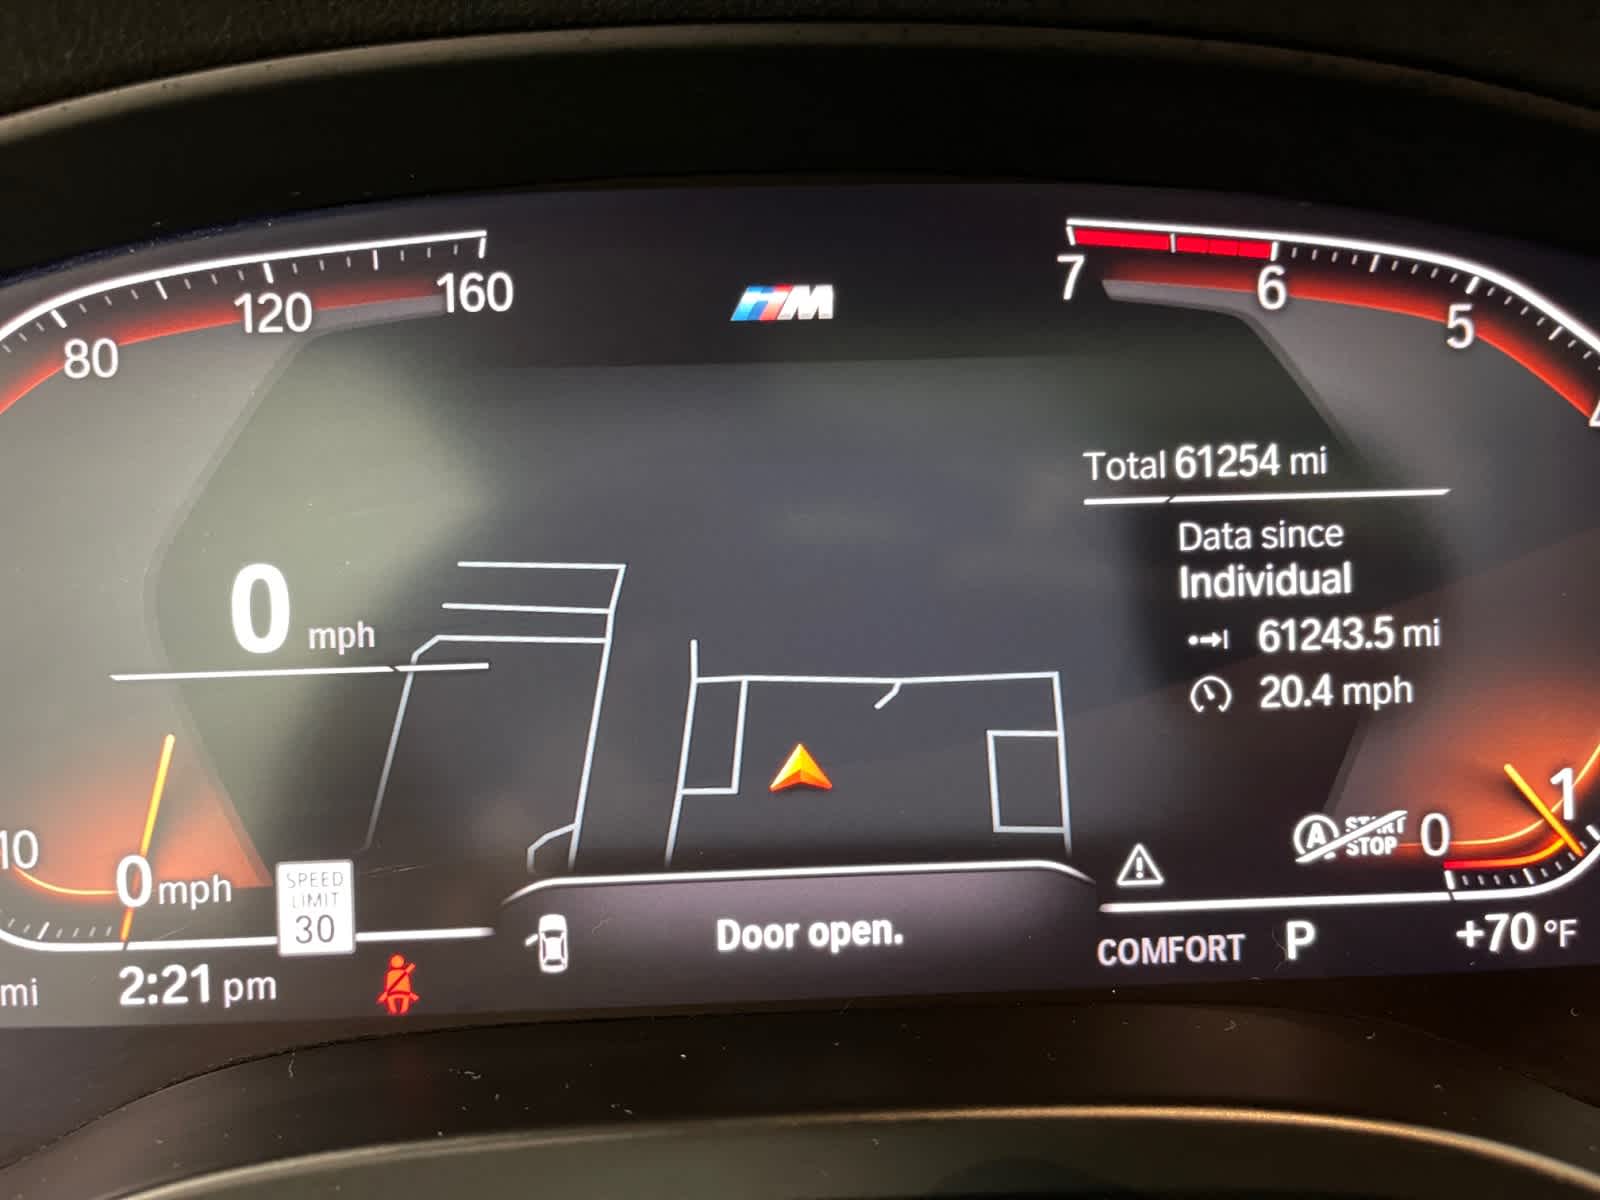 80
120
160
M
7
6
5
Total 61254 mi
Data since
Individual
61243.5 mi
20.4 mph
0 mph
10
0 mph
SPEED
LIMIT
30
A START
STOP
0
1
Door open.
COMFORT P
+70 °F
mi
2:21 pm